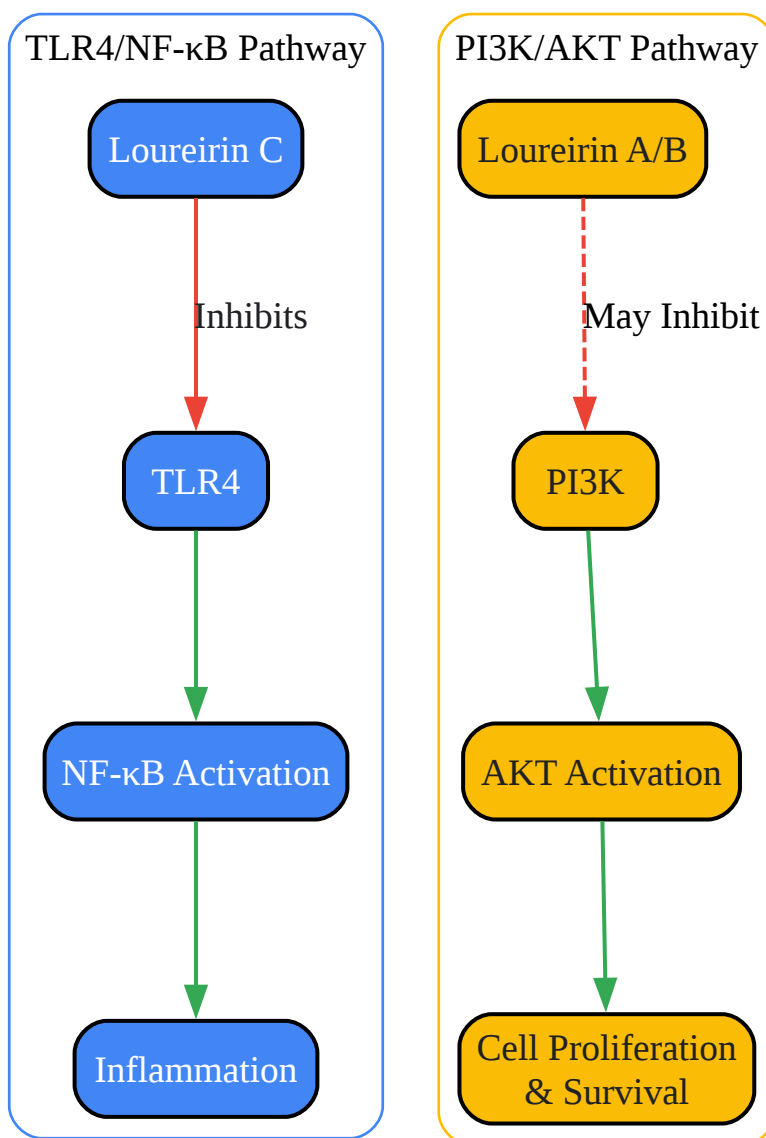 TLR4/NF-κB Pathway
Loureirin C
Inhibits
TLR4
NF-κB Activation
Inflammation
PI3K/AKT Pathway
Loureirin A/B
May Inhibit
PI3K
AKT Activation
Cell Proliferation
& Survival